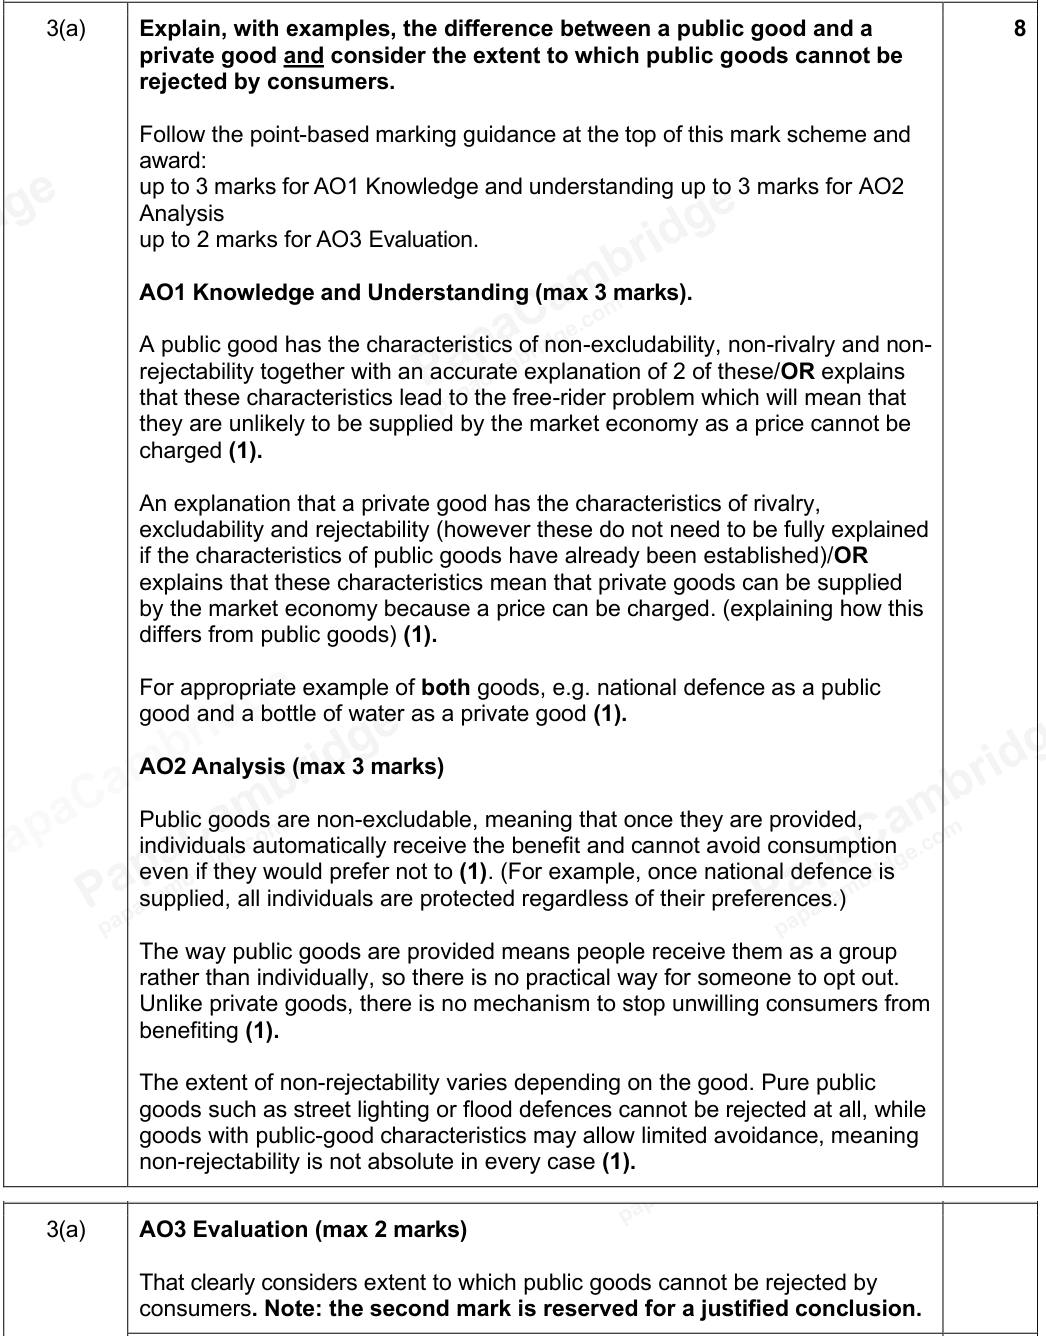 3(a)
Explain, with examples, the difference between a public good and a
private good and consider the extent to which public goods cannot be
rejected by consumers.
8
Follow the point-based marking guidance at the top of this mark scheme and
award:
up to 3 marks for AO1 Knowledge and understanding up to 3 marks for AO2
Analysis
up to 2 marks for AO3 Evaluation.
AO1 Knowledge and Understanding (max 3 marks).
A public good has the characteristics of non-excludability, non-rivalry and non-
rejectability together with an accurate explanation of 2 of these/OR explains
that these characteristics lead to the free-rider problem which will mean that
they are unlikely to be supplied by the market economy as a price cannot be
charged (1).
An explanation that a private good has the characteristics of rivalry,
excludability and rejectability (however these do not need to be fully explained
if the characteristics of public goods have already been established)/OR
explains that these characteristics mean that private goods can be supplied
by the market economy because a price can be charged. (explaining how this
differs from public goods) (1).
For appropriate example of both goods, e.g. national defence as a public
good and a bottle of water as a private good (1).
AO2 Analysis (max 3 marks)
Public goods are non-excludable, meaning that once they are provided,
individuals automatically receive the benefit and cannot avoid consumption
even if they would prefer not to (1). (For example, once national defence is
supplied, all individuals are protected regardless of their preferences.)
The way public goods are provided means people receive them as a group
rather than individually, so there is no practical way for someone to opt out.
Unlike private goods, there is no mechanism to stop unwilling consumers from
benefiting (1).
The extent of non-rejectability varies depending on the good. Pure public
goods such as street lighting or flood defences cannot be rejected at all, while
goods with public-good characteristics may allow limited avoidance, meaning
non-rejectability is not absolute in every case (1).
3(a)
AO3 Evaluation (max 2 marks)
That clearly considers extent to which public goods cannot be rejected by
consumers. Note: the second mark is reserved for a justified conclusion.